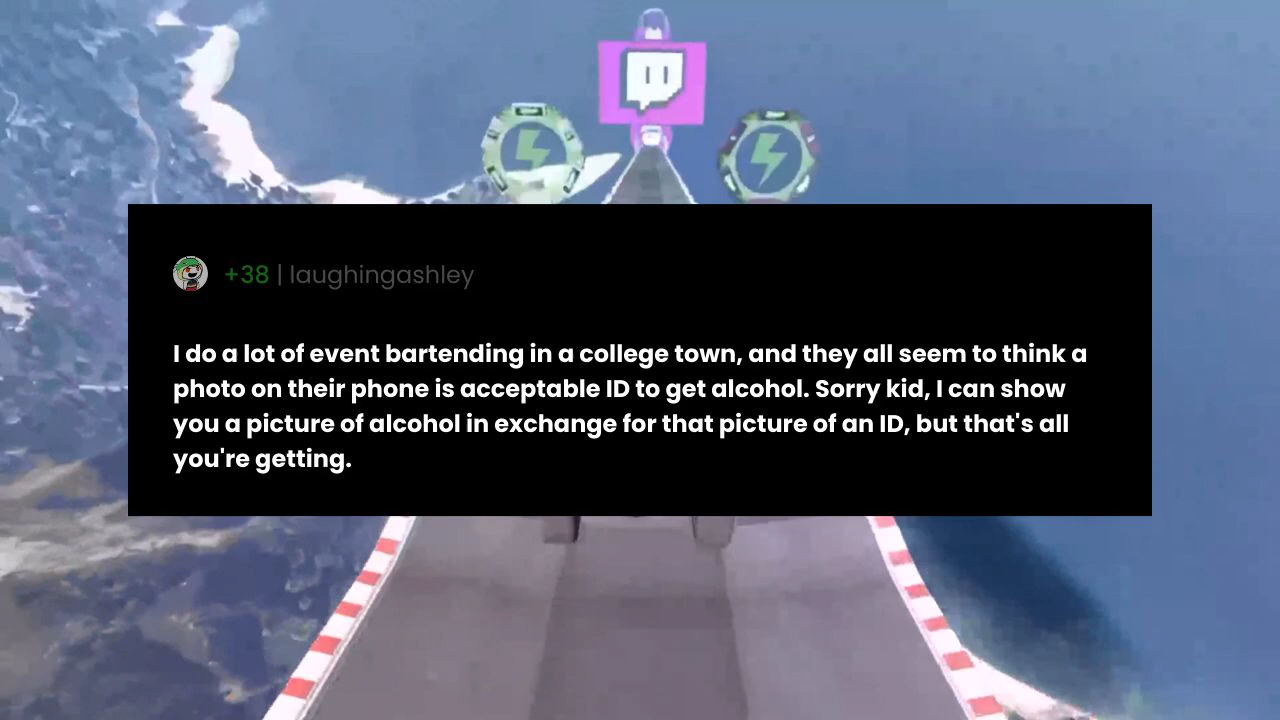 +38 | laughingashley
I do a lot of event bartending in a college town, and they all seem to think a
photo on their phone is acceptable ID to get alcohol. Sorry kid, I can show
you a picture of alcohol in exchange for that picture of an ID, but that's all
you're getting.